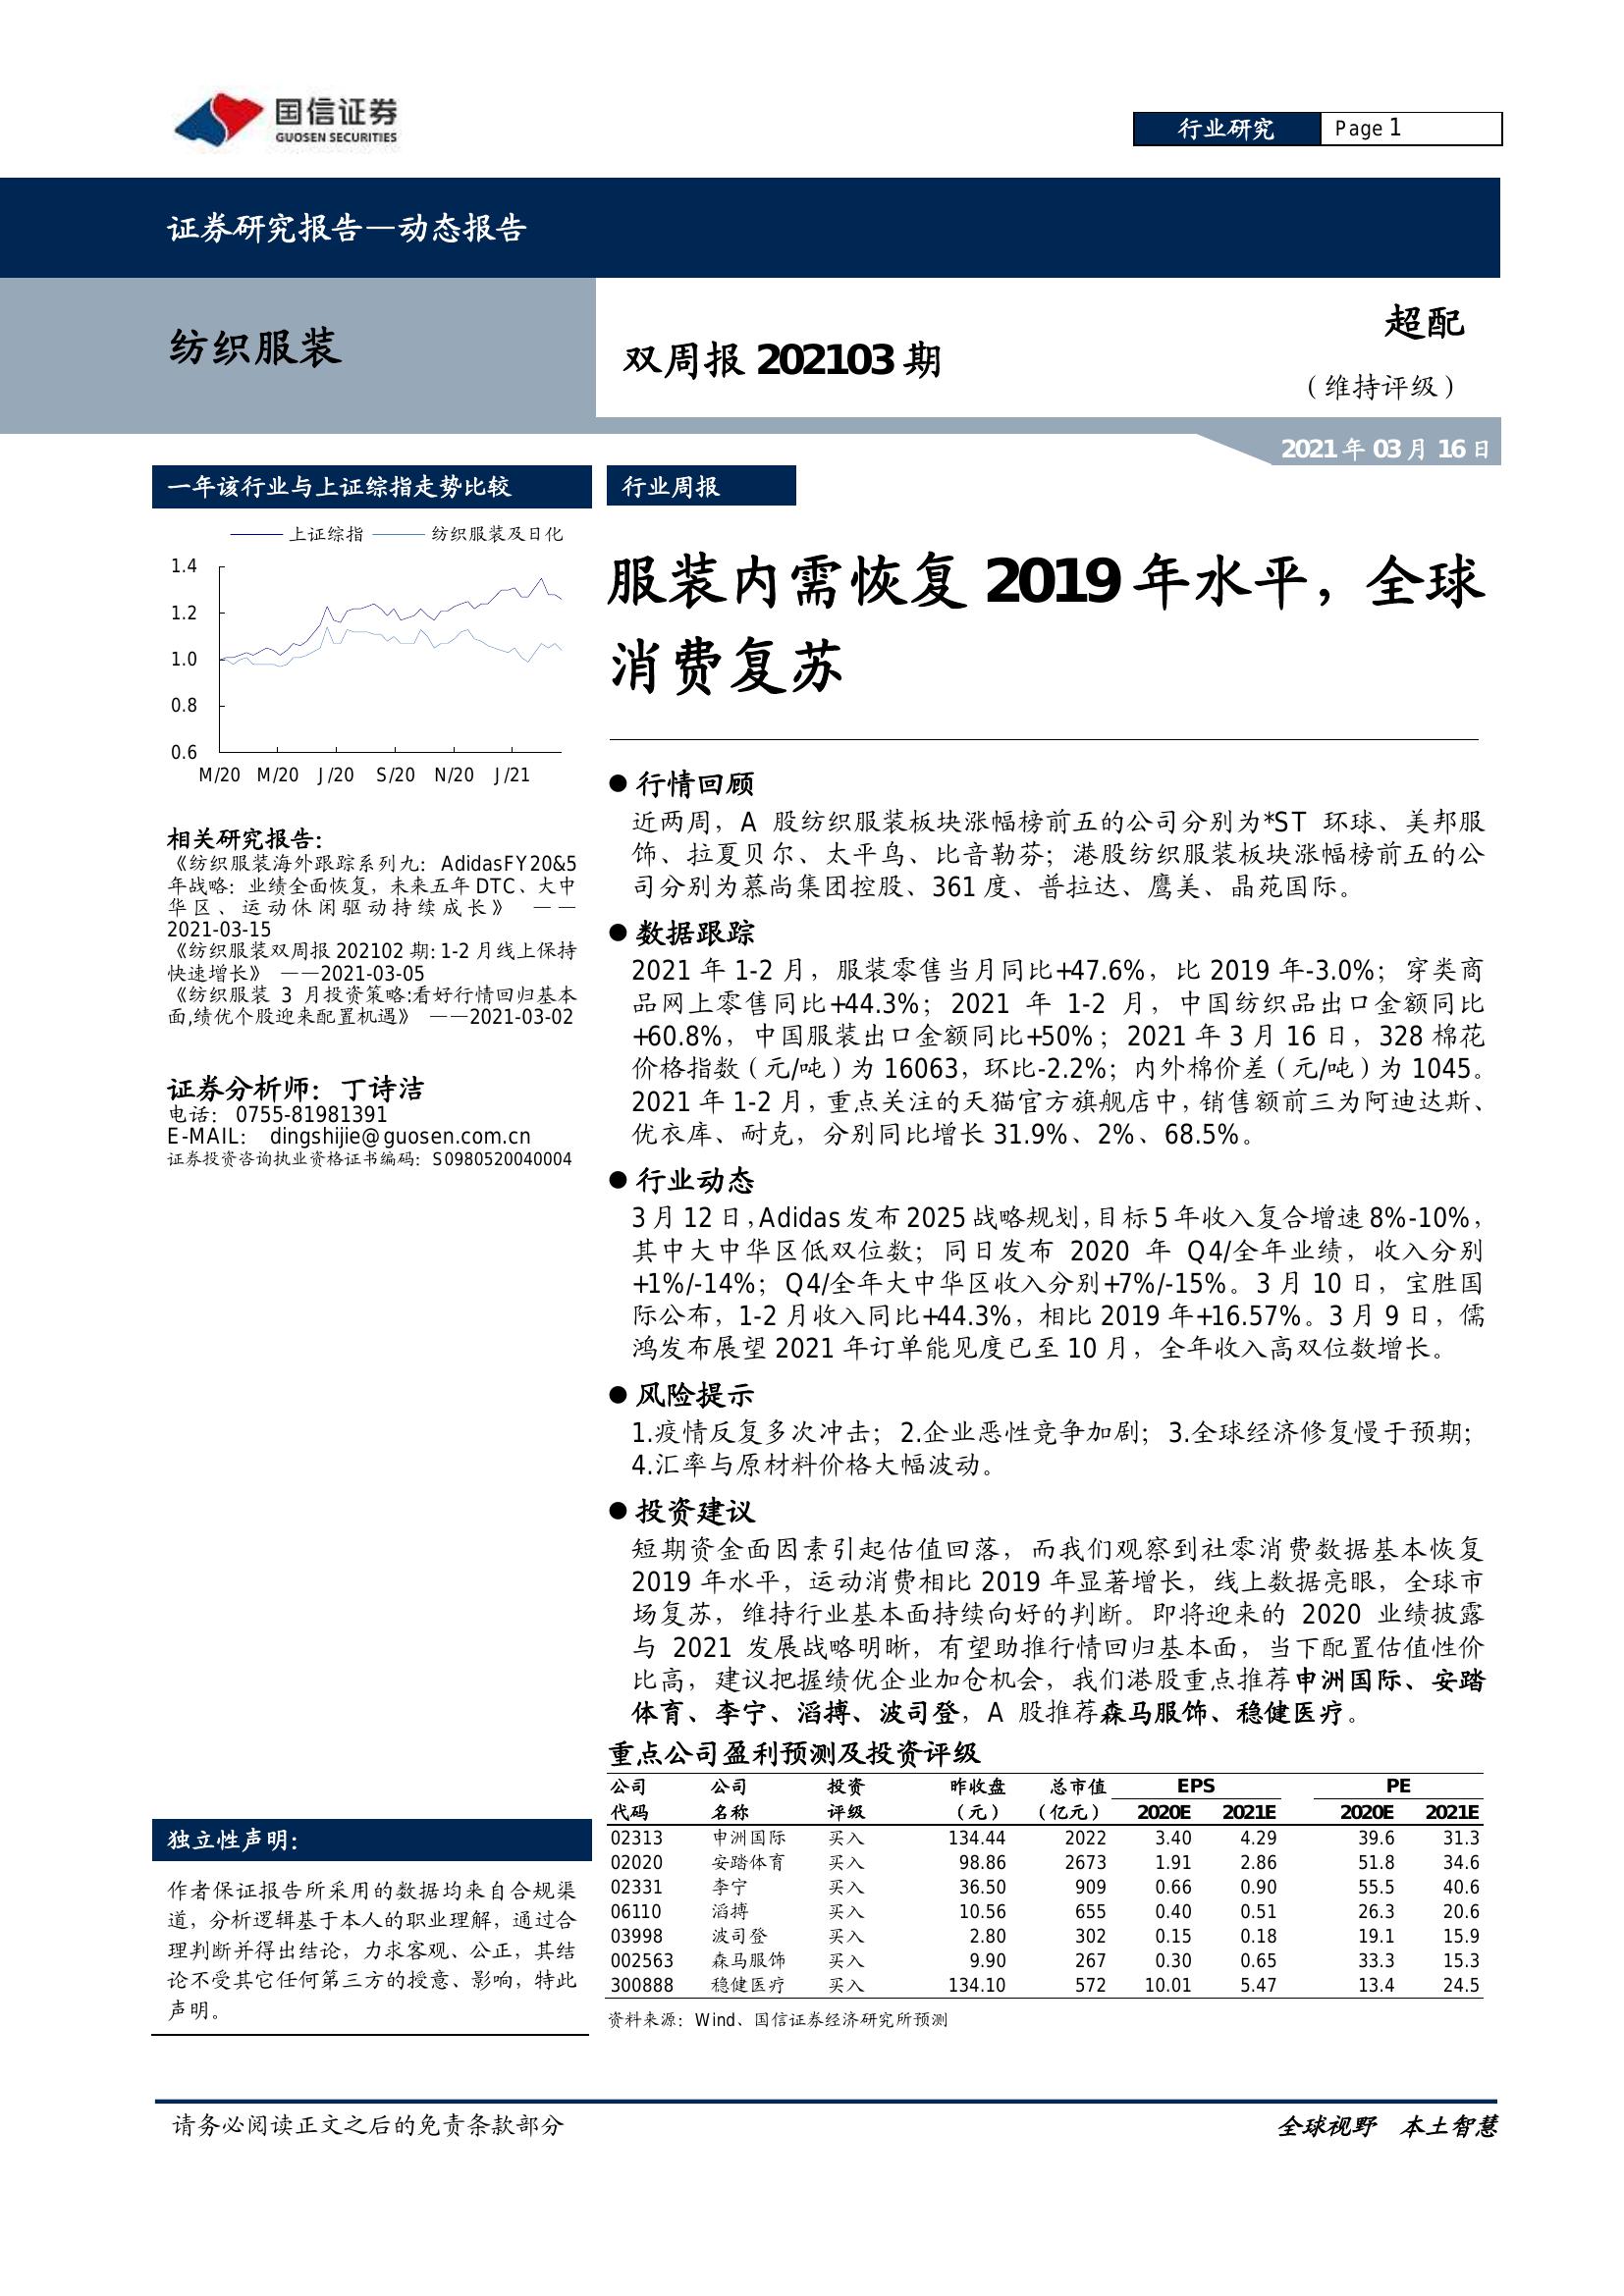 国信证券
GUOSEN SECURITIES
行业研究 Page 1
证券研究报告—动态报告
纺织服装
双周报 202103 期
超配
（维持评级）
2021 年 03 月 16 日
一年该行业与上证综指走势比较
上证综指 纺织服装及日化
1.4
1.2
1.0
0.8
0.6
M/20 M/20 J/20 S/20 N/20 J/21
相关研究报告：
《纺织服装海外跟踪系列九：AdidasFY20&5
年战略：业绩全面恢复，未来五年 DTC、大中
华区、运动休闲驱动持续成长》 ——
2021-03-15
《纺织服装双周报 202102 期：1-2 月线上保持
快速增长》 ——2021-03-05
《纺织服装 3 月投资策略:看好行情回归基本
面,绩优个股迎来配置机遇》 ——2021-03-02
证券分析师：丁诗洁
电话： 0755-81981391
E-MAIL： dingshijie@guosen.com.cn
证券投资咨询执业资格证书编码：S0980520040004
独立性声明：
作者保证报告所采用的数据均来自合规渠
道，分析逻辑基于本人的职业理解，通过合
理判断并得出结论，力求客观、公正，其结
论不受其它任何第三方的授意、影响，特此
声明。
行业周报
服装内需恢复 2019 年水平，全球
消费复苏
● 行情回顾
近两周，A 股纺织服装板块涨幅榜前五的公司分别为*ST 环球、美邦服
饰、拉夏贝尔、太平鸟、比音勒芬；港股纺织服装板块涨幅榜前五的公
司分别为慕尚集团控股、361 度、普拉达、鹰美、晶苑国际。
● 数据跟踪
2021 年 1-2 月，服装零售当月同比+47.6%，比 2019 年-3.0%；穿类商
品网上零售同比+44.3%；2021 年 1-2 月，中国纺织品出口金额同比
+60.8%，中国服装出口金额同比+50%；2021 年 3 月 16 日，328 棉花
价格指数（元/吨）为 16063，环比-2.2%；内外棉价差（元/吨）为 1045。
2021 年 1-2 月，重点关注的天猫官方旗舰店中，销售额前三为阿迪达斯、
优衣库、耐克，分别同比增长 31.9%、2%、68.5%。
● 行业动态
3 月 12 日，Adidas 发布 2025 战略规划，目标 5 年收入复合增速 8%-10%，
其中大中华区低双位数；同日发布 2020 年 Q4/全年业绩，收入分别
+1%/-14%；Q4/全年大中华区收入分别+7%/-15%。3 月 10 日，宝胜国
际公布，1-2 月收入同比+44.3%，相比 2019 年+16.57%。3 月 9 日，儒
鸿发布展望 2021 年订单能见度已至 10 月，全年收入高双位数增长。
● 风险提示
1.疫情反复多次冲击；2.企业恶性竞争加剧；3.全球经济修复慢于预期；
4.汇率与原材料价格大幅波动。
● 投资建议
短期资金面因素引起估值回落，而我们观察到社零消费数据基本恢复
2019 年水平，运动消费相比 2019 年显著增长，线上数据亮眼，全球市
场复苏，维持行业基本面持续向好的判断。即将迎来的 2020 业绩披露
与 2021 发展战略明晰，有望助推行情回归基本面，当下配置估值性价
比高，建议把握绩优企业加仓机会，我们港股重点推荐申洲国际、安踏
体育、李宁、滔搏、波司登，A 股推荐森马服饰、稳健医疗。
重点公司盈利预测及投资评级
公司 公司 投资 昨收盘 总市值 EPS PE
代码 名称 评级 （元） （亿元） 2020E 2021E 2020E 2021E
02313 申洲国际 买入 134.44 2022 3.40 4.29 39.6 31.3
02020 安踏体育 买入 98.86 2673 1.91 2.86 51.8 34.6
02331 李宁 买入 36.50 909 0.66 0.90 55.5 40.6
06110 滔搏 买入 10.56 655 0.40 0.51 26.3 20.6
03998 波司登 买入 2.80 302 0.15 0.18 19.1 15.9
002563 森马服饰 买入 9.90 267 0.30 0.65 33.3 15.3
300888 稳健医疗 买入 134.10 572 10.01 5.47 13.4 24.5
资料来源：Wind、国信证券经济研究所预测
请务必阅读正文之后的免责条款部分
全球视野 本土智慧